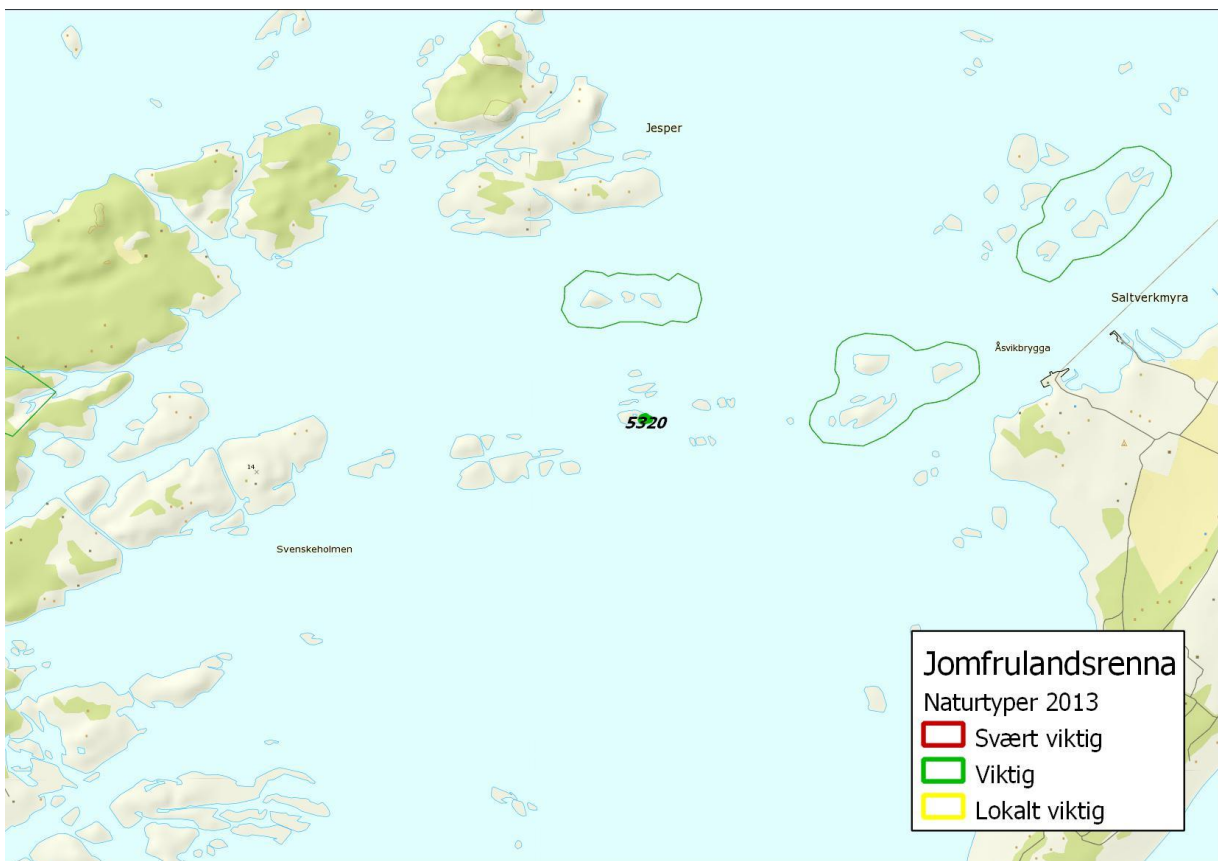 Jesper
Saltverkmyra
Åsvikbrygga
5320
14
Svenskeholmen
Jomfrulandsrenna
Naturtyper 2013
Svært viktig
Viktig
Lokalt viktig